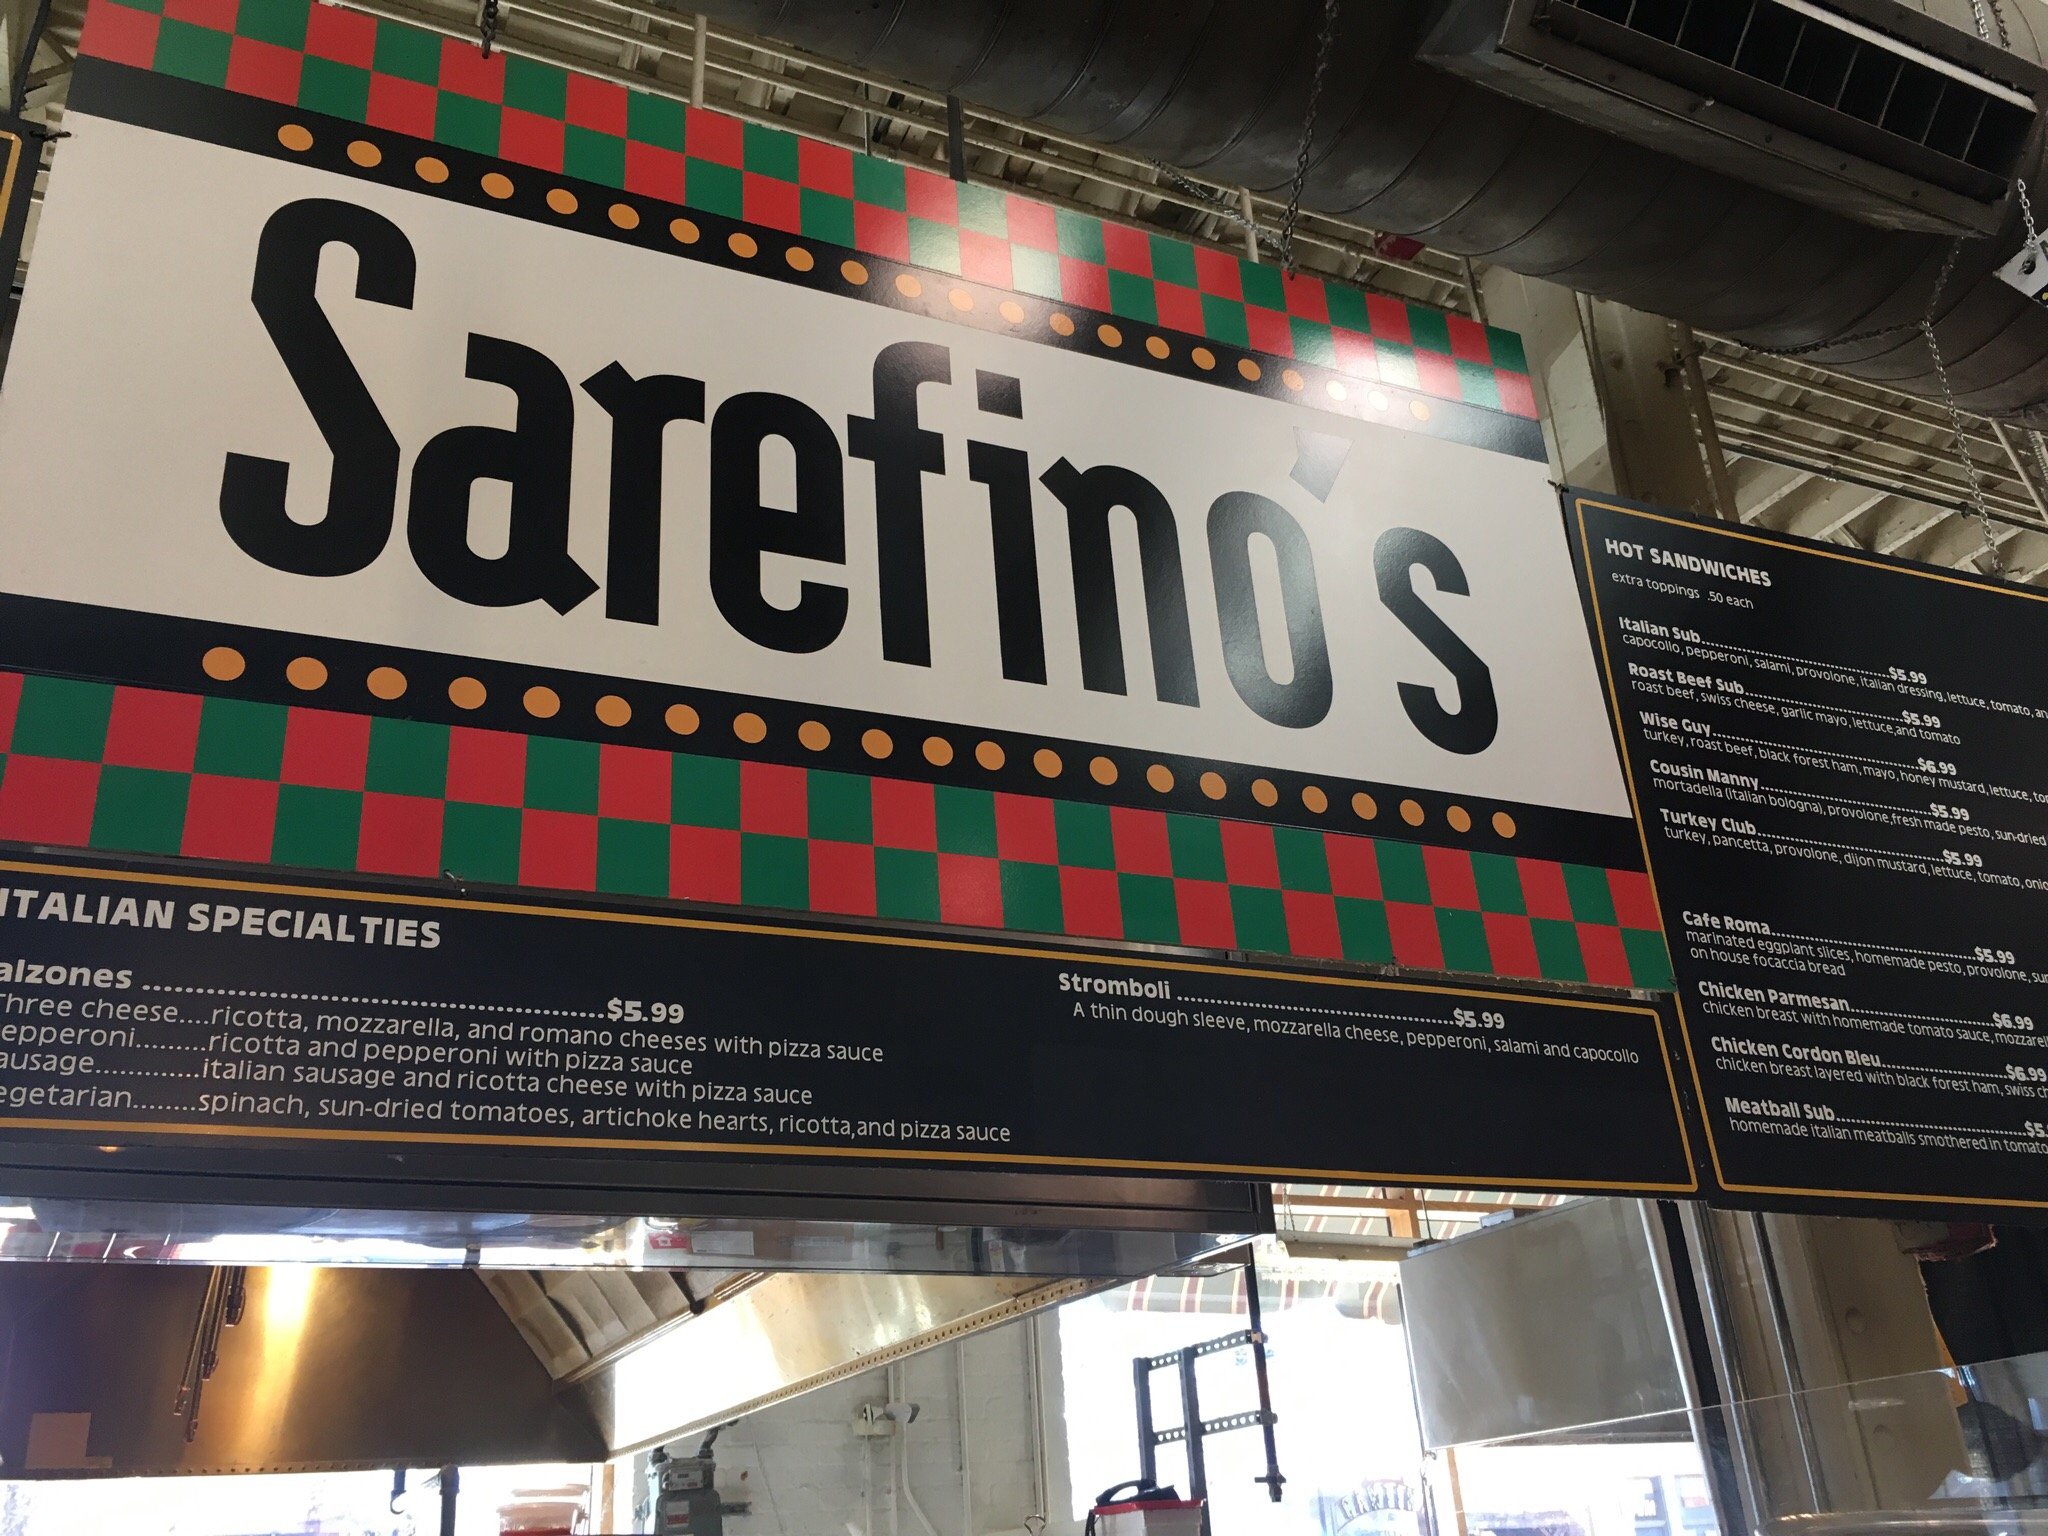 Sarefino's
ITALIAN SPECIALTIES
alzones ...............................................$5.99
Three cheese....ricotta, mozzarella, and romano cheeses with pizza sauce
epperoni.........ricotta and pepperoni with pizza sauce
ausage.............italian sausage and ricotta cheese with pizza sauce
egetarian........spinach, sun-dried tomatoes, artichoke hearts, ricotta,and pizza sauce
Stromboli ........................................$5.99
A thin dough sleeve, mozzarella cheese, pepperoni, salami and capocollo
HOT SANDWICHES
extra toppings .50 each
Italian Sub........................................$5.99
capocollo, pepperoni, salami, provolone, italian dressing, lettuce, tomato, an
Roast Beef Sub.................................$5.99
roast beef, swiss cheese, garlic mayo, lettuce,and tomato
Wise Guy...........................................$6.99
turkey, roast beef, black forest ham, mayo, honey mustard, lettuce, to
Cousin Manny...................................$5.99
mortadella (italian bologna), provolone,fresh made pesto, sun-dried
Turkey Club.......................................$5.99
turkey, pancetta, provolone, dijon mustard, lettuce, tomato, onio
Cafe Roma..........................................$5.99
marinated eggplant slices, homemade pesto, provolone, sun
on house focaccia bread
Chicken Parmesan..............................$6.99
chicken breast with homemade tomato sauce, mozzarel
Chicken Cordon Bleu..........................$6.99
chicken breast layered with black forest ham, swiss ch
Meatball Sub......................................$5.
homemade italian meatballs smothered in tomato